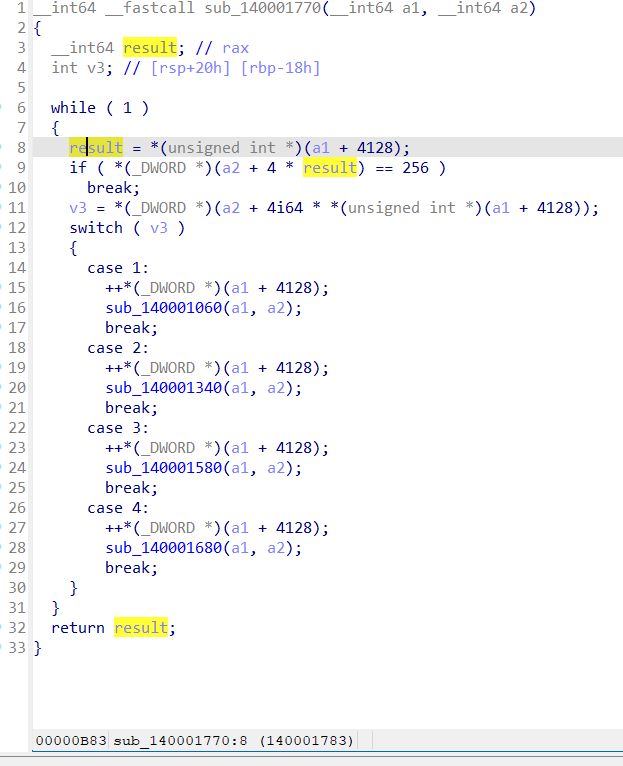 1 __int64 __fastcall sub_140001770(__int64 a1, __int64 a2)
2 {
3   __int64 result; // rax
4   int v3; // [rsp+20h] [rbp-18h]
5
6   while ( 1 )
7   {
8     result = *(unsigned int *)(a1 + 4128);
9     if ( *(_DWORD *)(a2 + 4 * result) == 256 )
10       break;
11     v3 = *(_DWORD *)(a2 + 4i64 * *(unsigned int *)(a1 + 4128));
12     switch ( v3 )
13     {
14       case 1:
15         ++*(_DWORD *)(a1 + 4128);
16         sub_140001060(a1, a2);
17         break;
18       case 2:
19         ++*(_DWORD *)(a1 + 4128);
20         sub_140001340(a1, a2);
21         break;
22       case 3:
23         ++*(_DWORD *)(a1 + 4128);
24         sub_140001580(a1, a2);
25         break;
26       case 4:
27         ++*(_DWORD *)(a1 + 4128);
28         sub_140001680(a1, a2);
29         break;
30     }
31   }
32   return result;
33 }
00000B83 sub_140001770:8 (140001783)